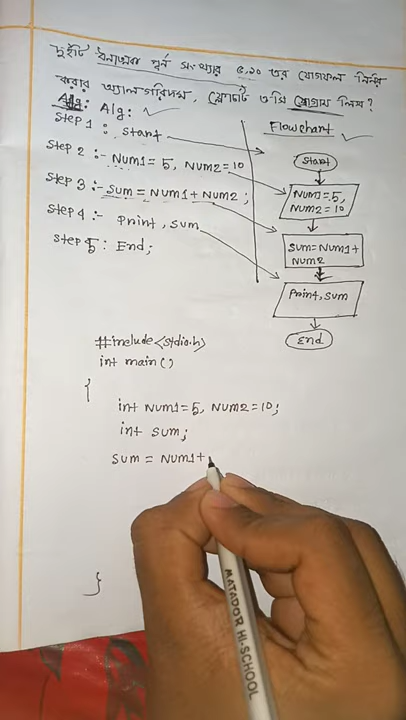 দুইটি ধনাত্মক পূর্ন সংখ্যার ৫,১০ এর যোগফল নির্নয়
করার অ্যালগরিদম, ফ্লোচার্ট ও সি প্রোগ্রাম লিখ?
Alg: Alg:
Step 1 : Start
Step 2 :- Num1 = 5, Num2 = 10
Step 3 :- Sum = Num1 + Num2;
Step 4 :- Print, Sum
Step 5 : End;
Flowchart
Start
Num1 = 5,
Num2 = 10
Sum = Num1 +
Num2
Print, Sum
End
#include <stdio.h>
int main()
{
int Num1 = 5, Num2 = 10;
int Sum;
Sum = Num1 +
}
MATADOR HI-SCHOOL